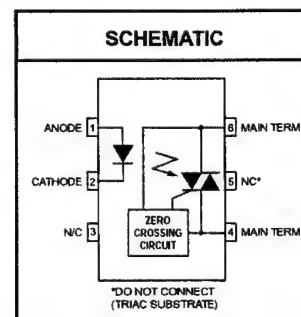 SCHEMATIC
ANODE 1
6 MAIN TERM
CATHODE 2
5 NC*
N/C 3
ZERO
CROSSING
CIRCUIT
4 MAIN TERM
*DO NOT CONNECT
(TRIAC SUBSTRATE)